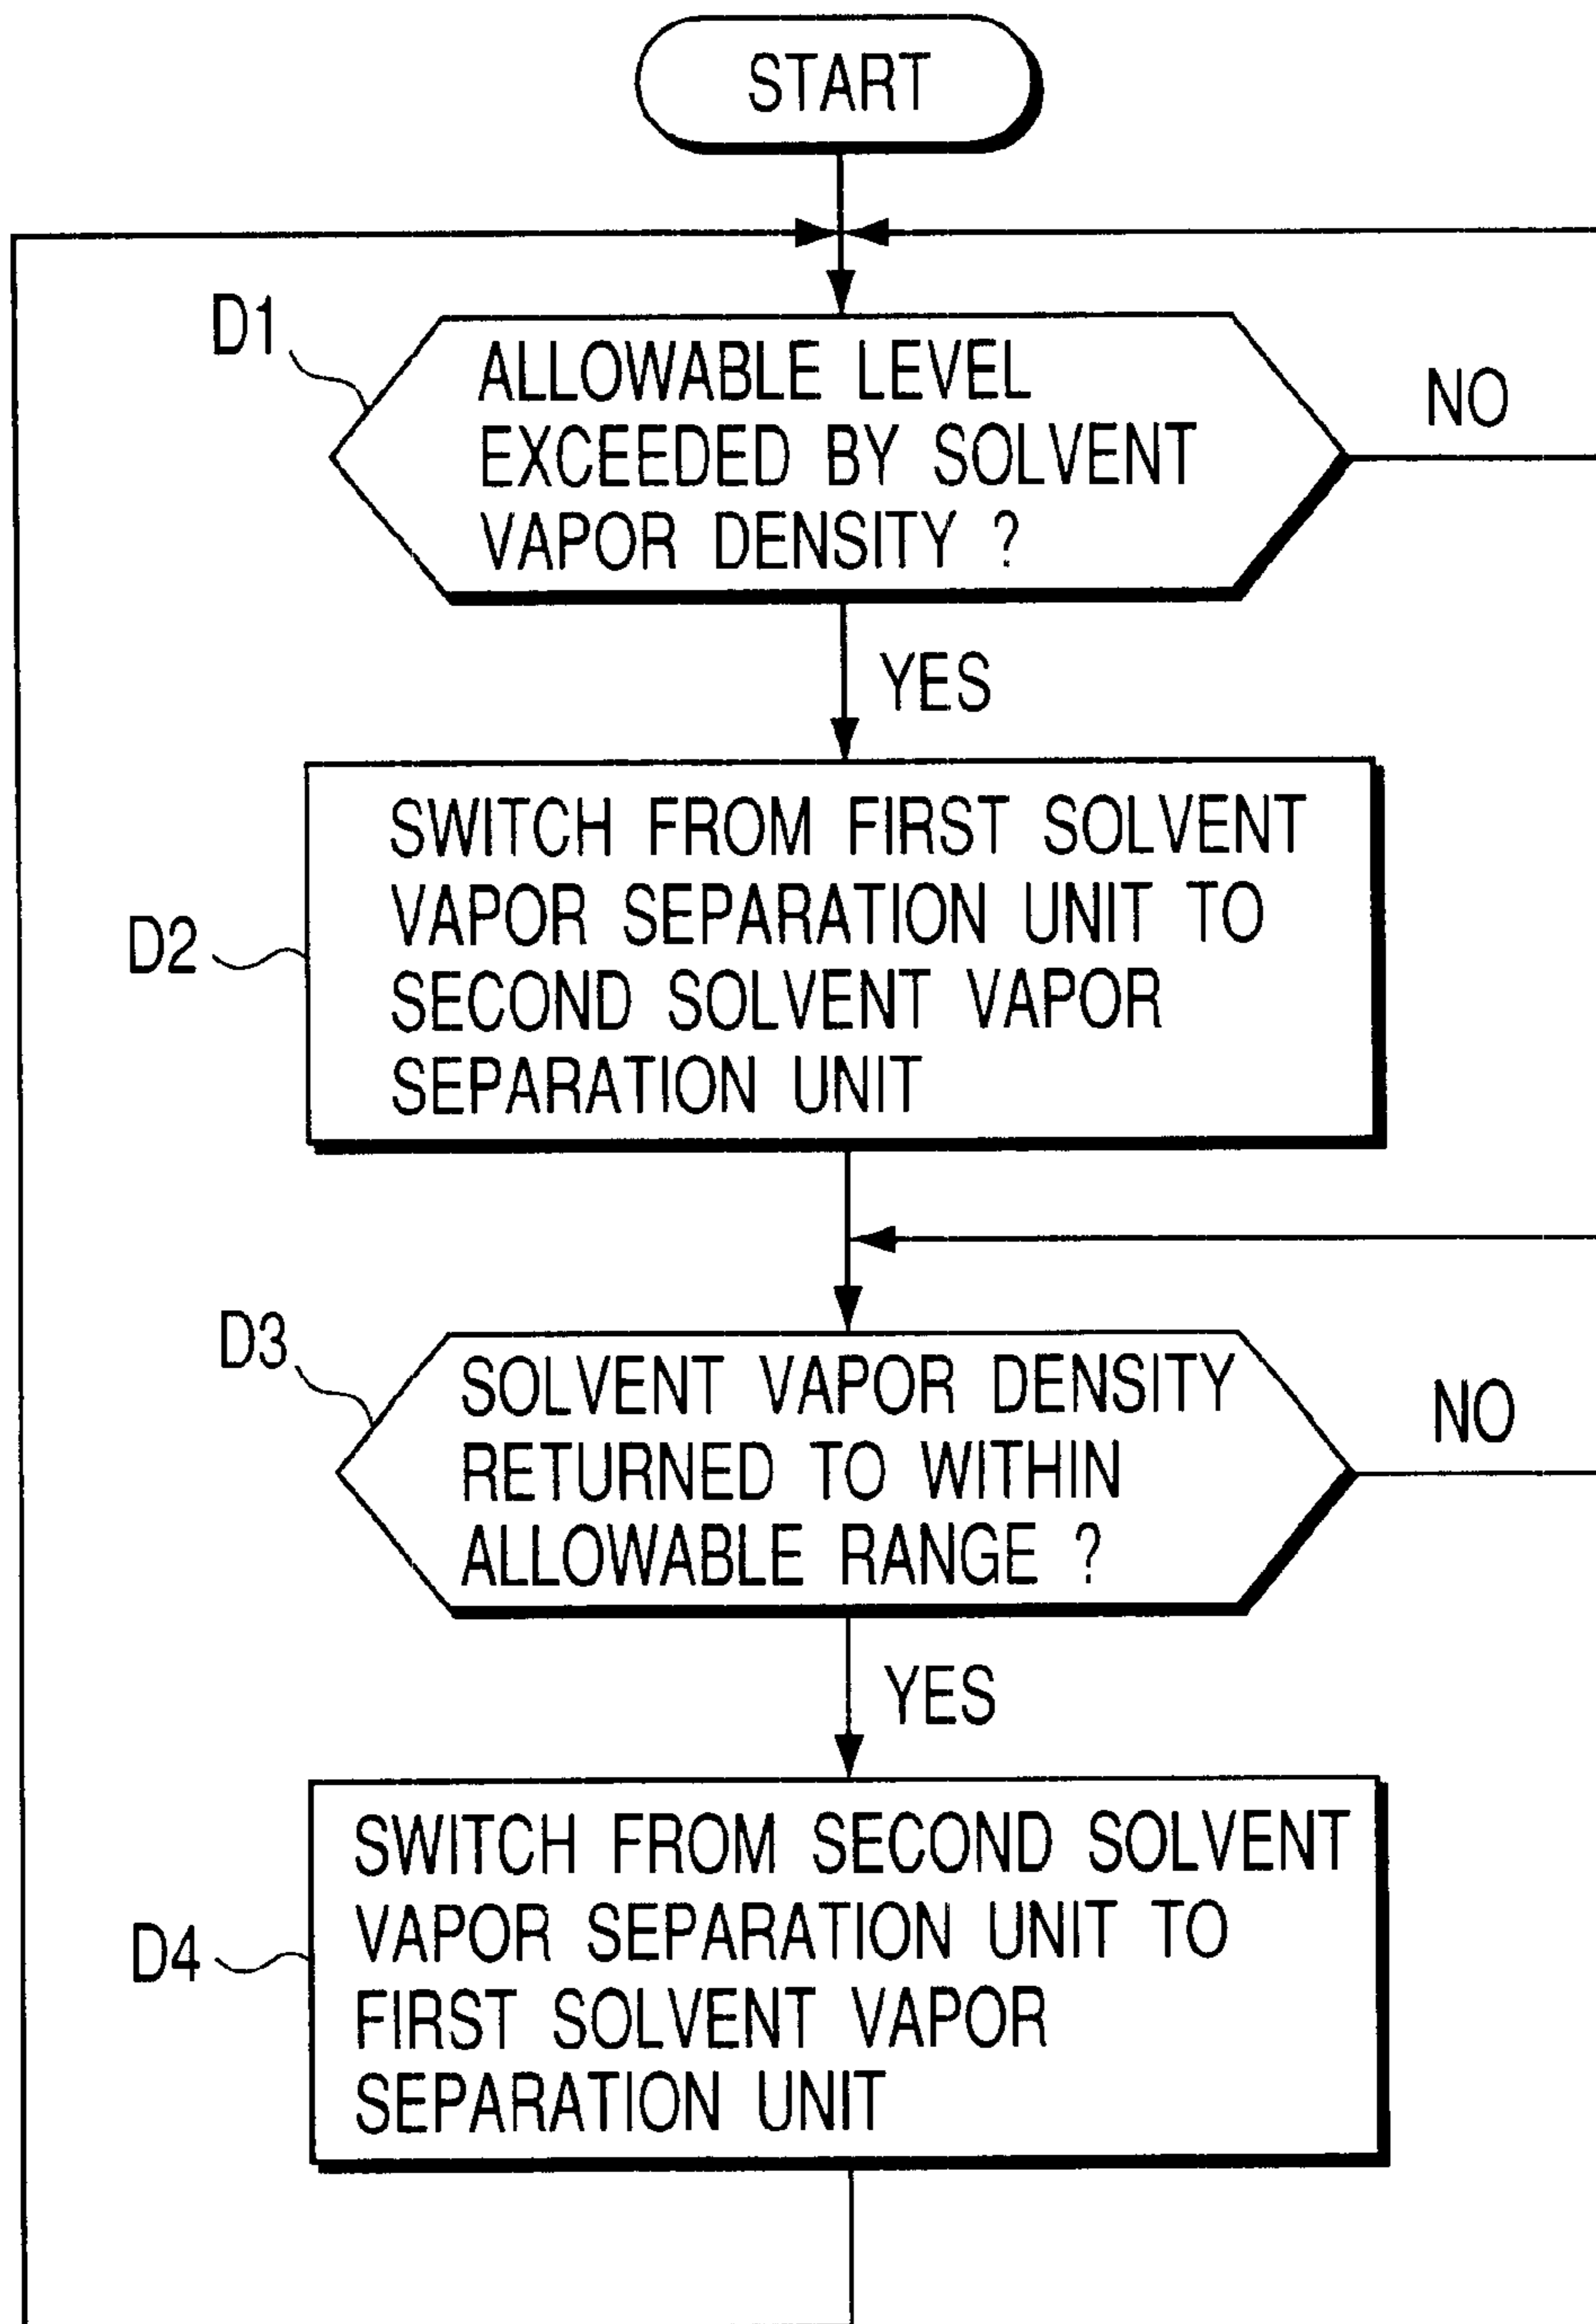 START
D1
ALLOWABLE LEVEL
EXCEEDED BY SOLVENT
VAPOR DENSITY ?
NO
YES
D2
SWITCH FROM FIRST SOLVENT
VAPOR SEPARATION UNIT TO
SECOND SOLVENT VAPOR
SEPARATION UNIT
D3
SOLVENT VAPOR DENSITY
RETURNED TO WITHIN
ALLOWABLE RANGE ?
NO
YES
D4
SWITCH FROM SECOND SOLVENT
VAPOR SEPARATION UNIT TO
FIRST SOLVENT VAPOR
SEPARATION UNIT